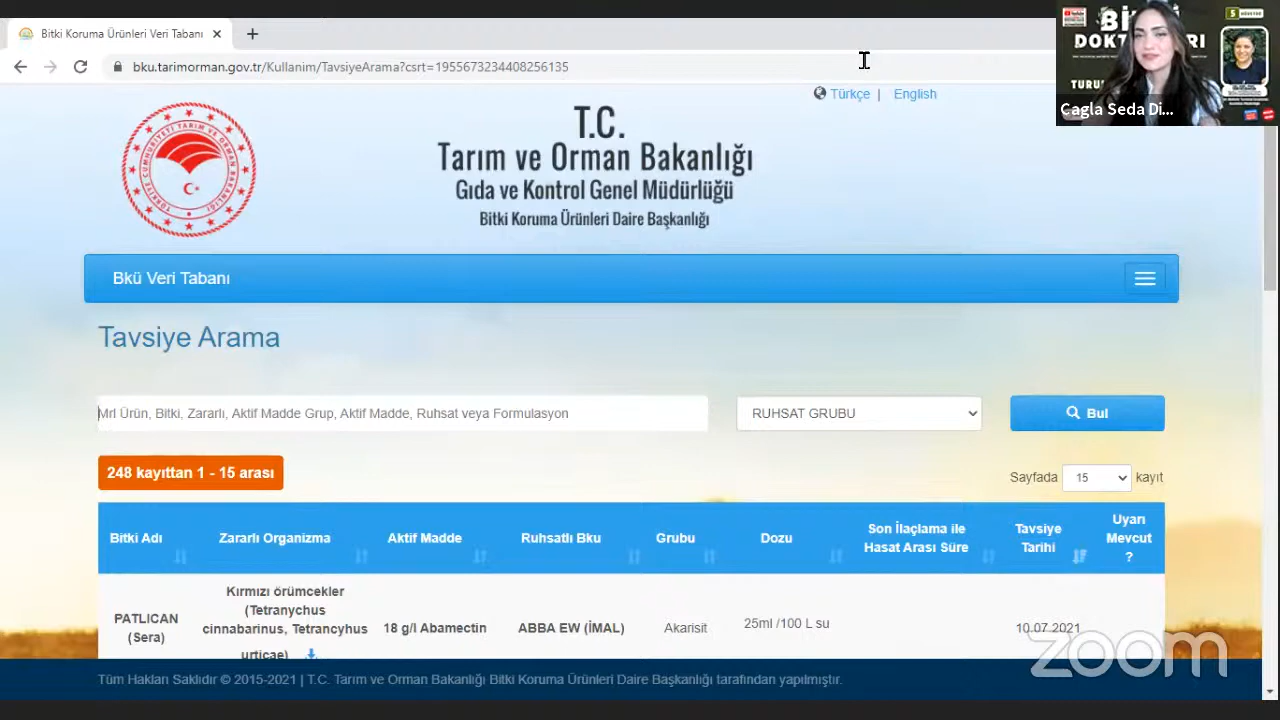 Bitki Koruma Ürünleri Veri Tabanı
bku.tarimorman.gov.tr/Kullanim/TavsiyeArama?csrt=1955673234408256135
Türkçe | English
T.C.
Tarım ve Orman Bakanlığı
Gıda ve Kontrol Genel Müdürlüğü
Bitki Koruma Ürünleri Daire Başkanlığı
Cagla Seda Di...
Bkü Veri Tabanı
Tavsiye Arama
Mrl Ürün, Bitki, Zararlı, Aktif Madde Grup, Aktif Madde, Ruhsat veya Formulasyon
RUHSAT GRUBU
Bul
248 kayıttan 1 - 15 arası
Sayfada 15 kayıt
Bitki Adı
Zararlı Organizma
Aktif Madde
Ruhsatlı Bku
Grubu
Dozu
Son İlaçlama ile
Hasat Arası Süre
Tavsiye
Tarihi
Uyarı
Mevcut
?
PATLICAN
(Sera)
Kırmızı örümcekler
(Tetranychus
cinnabarinus, Tetrancyhus
urticae)
18 g/l Abamectin
ABBA EW (İMAL)
Akarisit
25ml /100 L su
10.07.2021
zoom
Tüm Hakları Saklıdır © 2015-2021 | T.C. Tarım ve Orman Bakanlığı Bitki Koruma Ürünleri Daire Başkanlığı tarafından yapılmıştır.